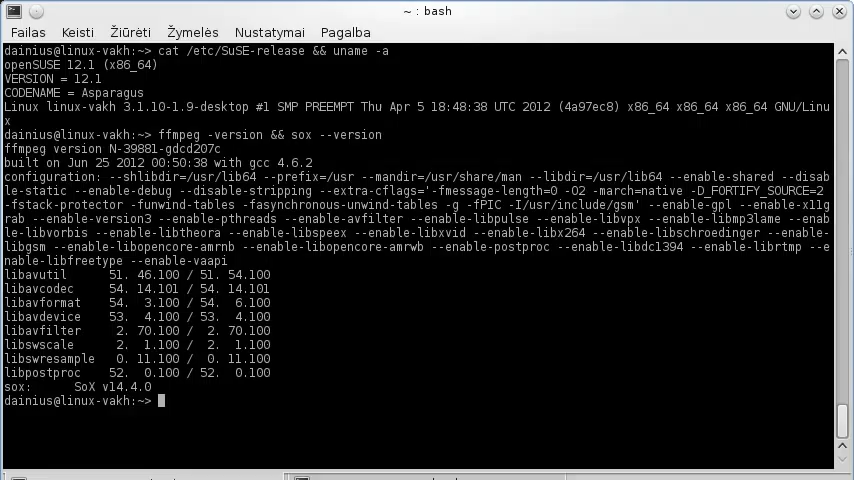 ~ : bash
Failas Keisti Žiūrėti Žymelės Nustatymai Pagalba
dainius@linux-vakh:~> cat /etc/SuSE-release && uname -a
openSUSE 12.1 (x86_64)
VERSION = 12.1
CODENAME = Asparagus
Linux linux-vakh 3.1.10-1.9-desktop #1 SMP PREEMPT Thu Apr 5 18:48:38 UTC 2012 (4a97ec8) x86_64 x86_64 x86_64 GNU/Linu
x
dainius@linux-vakh:~> ffmpeg -version && sox --version
ffmpeg version N-39881-gdcd207c
built on Jun 25 2012 00:50:38 with gcc 4.6.2
configuration: --shlibdir=/usr/lib64 --prefix=/usr --mandir=/usr/share/man --libdir=/usr/lib64 --enable-shared --disab
le-static --enable-debug --disable-stripping --extra-cflags='-fmessage-length=0 -O2 -march=native -D_FORTIFY_SOURCE=2
-fstack-protector -funwind-tables -fasynchronous-unwind-tables -g -fPIC -I/usr/include/gsm' --enable-gpl --enable-x11g
rab --enable-version3 --enable-pthreads --enable-avfilter --enable-libpulse --enable-libvpx --enable-libmp3lame --enab
le-libvorbis --enable-libtheora --enable-libspeex --enable-libxvid --enable-libx264 --enable-libschroedinger --enable-
libgsm --enable-libopencore-amrnb --enable-libopencore-amrwb --enable-postproc --enable-libdc1394 --enable-librtmp --e
nable-libfreetype --enable-vaapi
libavutil 51. 46.100 / 51. 54.100
libavcodec 54. 14.101 / 54. 14.101
libavformat 54. 3.100 / 54. 6.100
libavdevice 53. 4.100 / 53. 4.100
libavfilter 2. 70.100 / 2. 70.100
libswscale 2. 1.100 / 2. 1.100
libswresample 0. 11.100 / 0. 11.100
libpostproc 52. 0.100 / 52. 0.100
sox: SoX v14.4.0
dainius@linux-vakh:~>